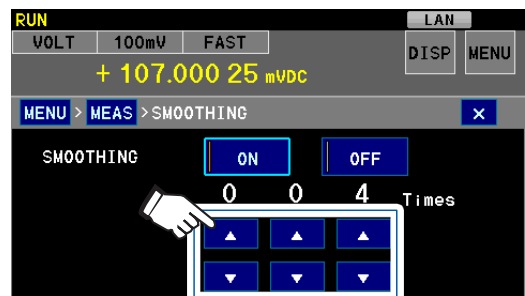 RUN LAN
VOLT 100mV FAST DISP MENU
+ 107.000 25 mVDC
MENU > MEAS >SMOOTHING ×
SMOOTHING ON OFF
0 0 4 Times